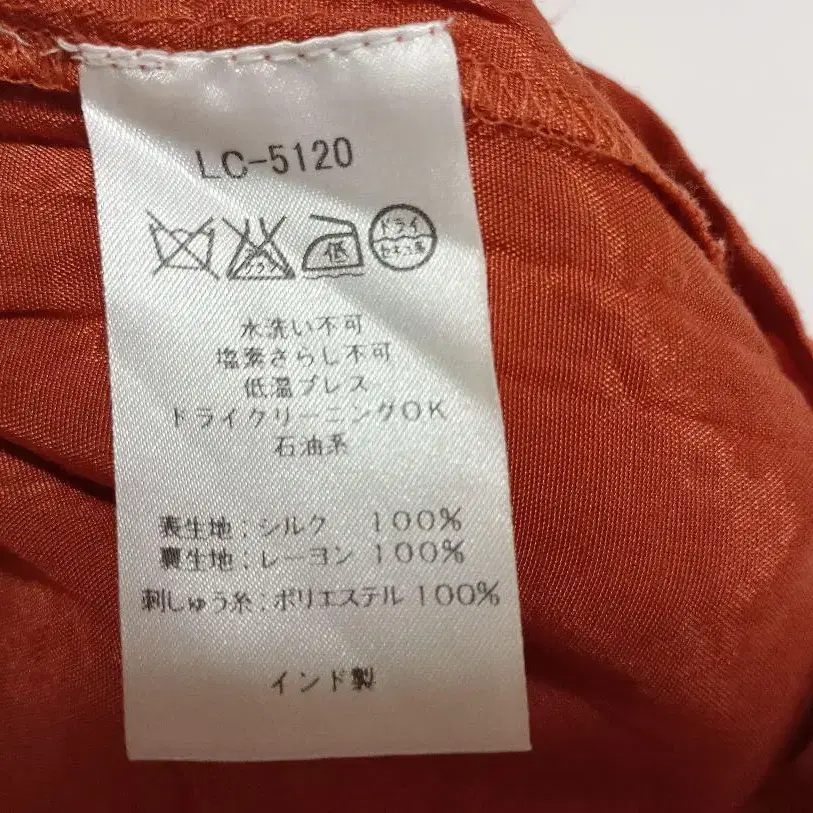 LC-5120
低
ドライ
セキユ系
水洗い不可
塩素さらし不可
低温プレス
ドライクリーニングOK
石油系
表生地:シルク 100%
裏生地:レーヨン 100%
刺しゅう糸:ポリエステル 100%
インド製